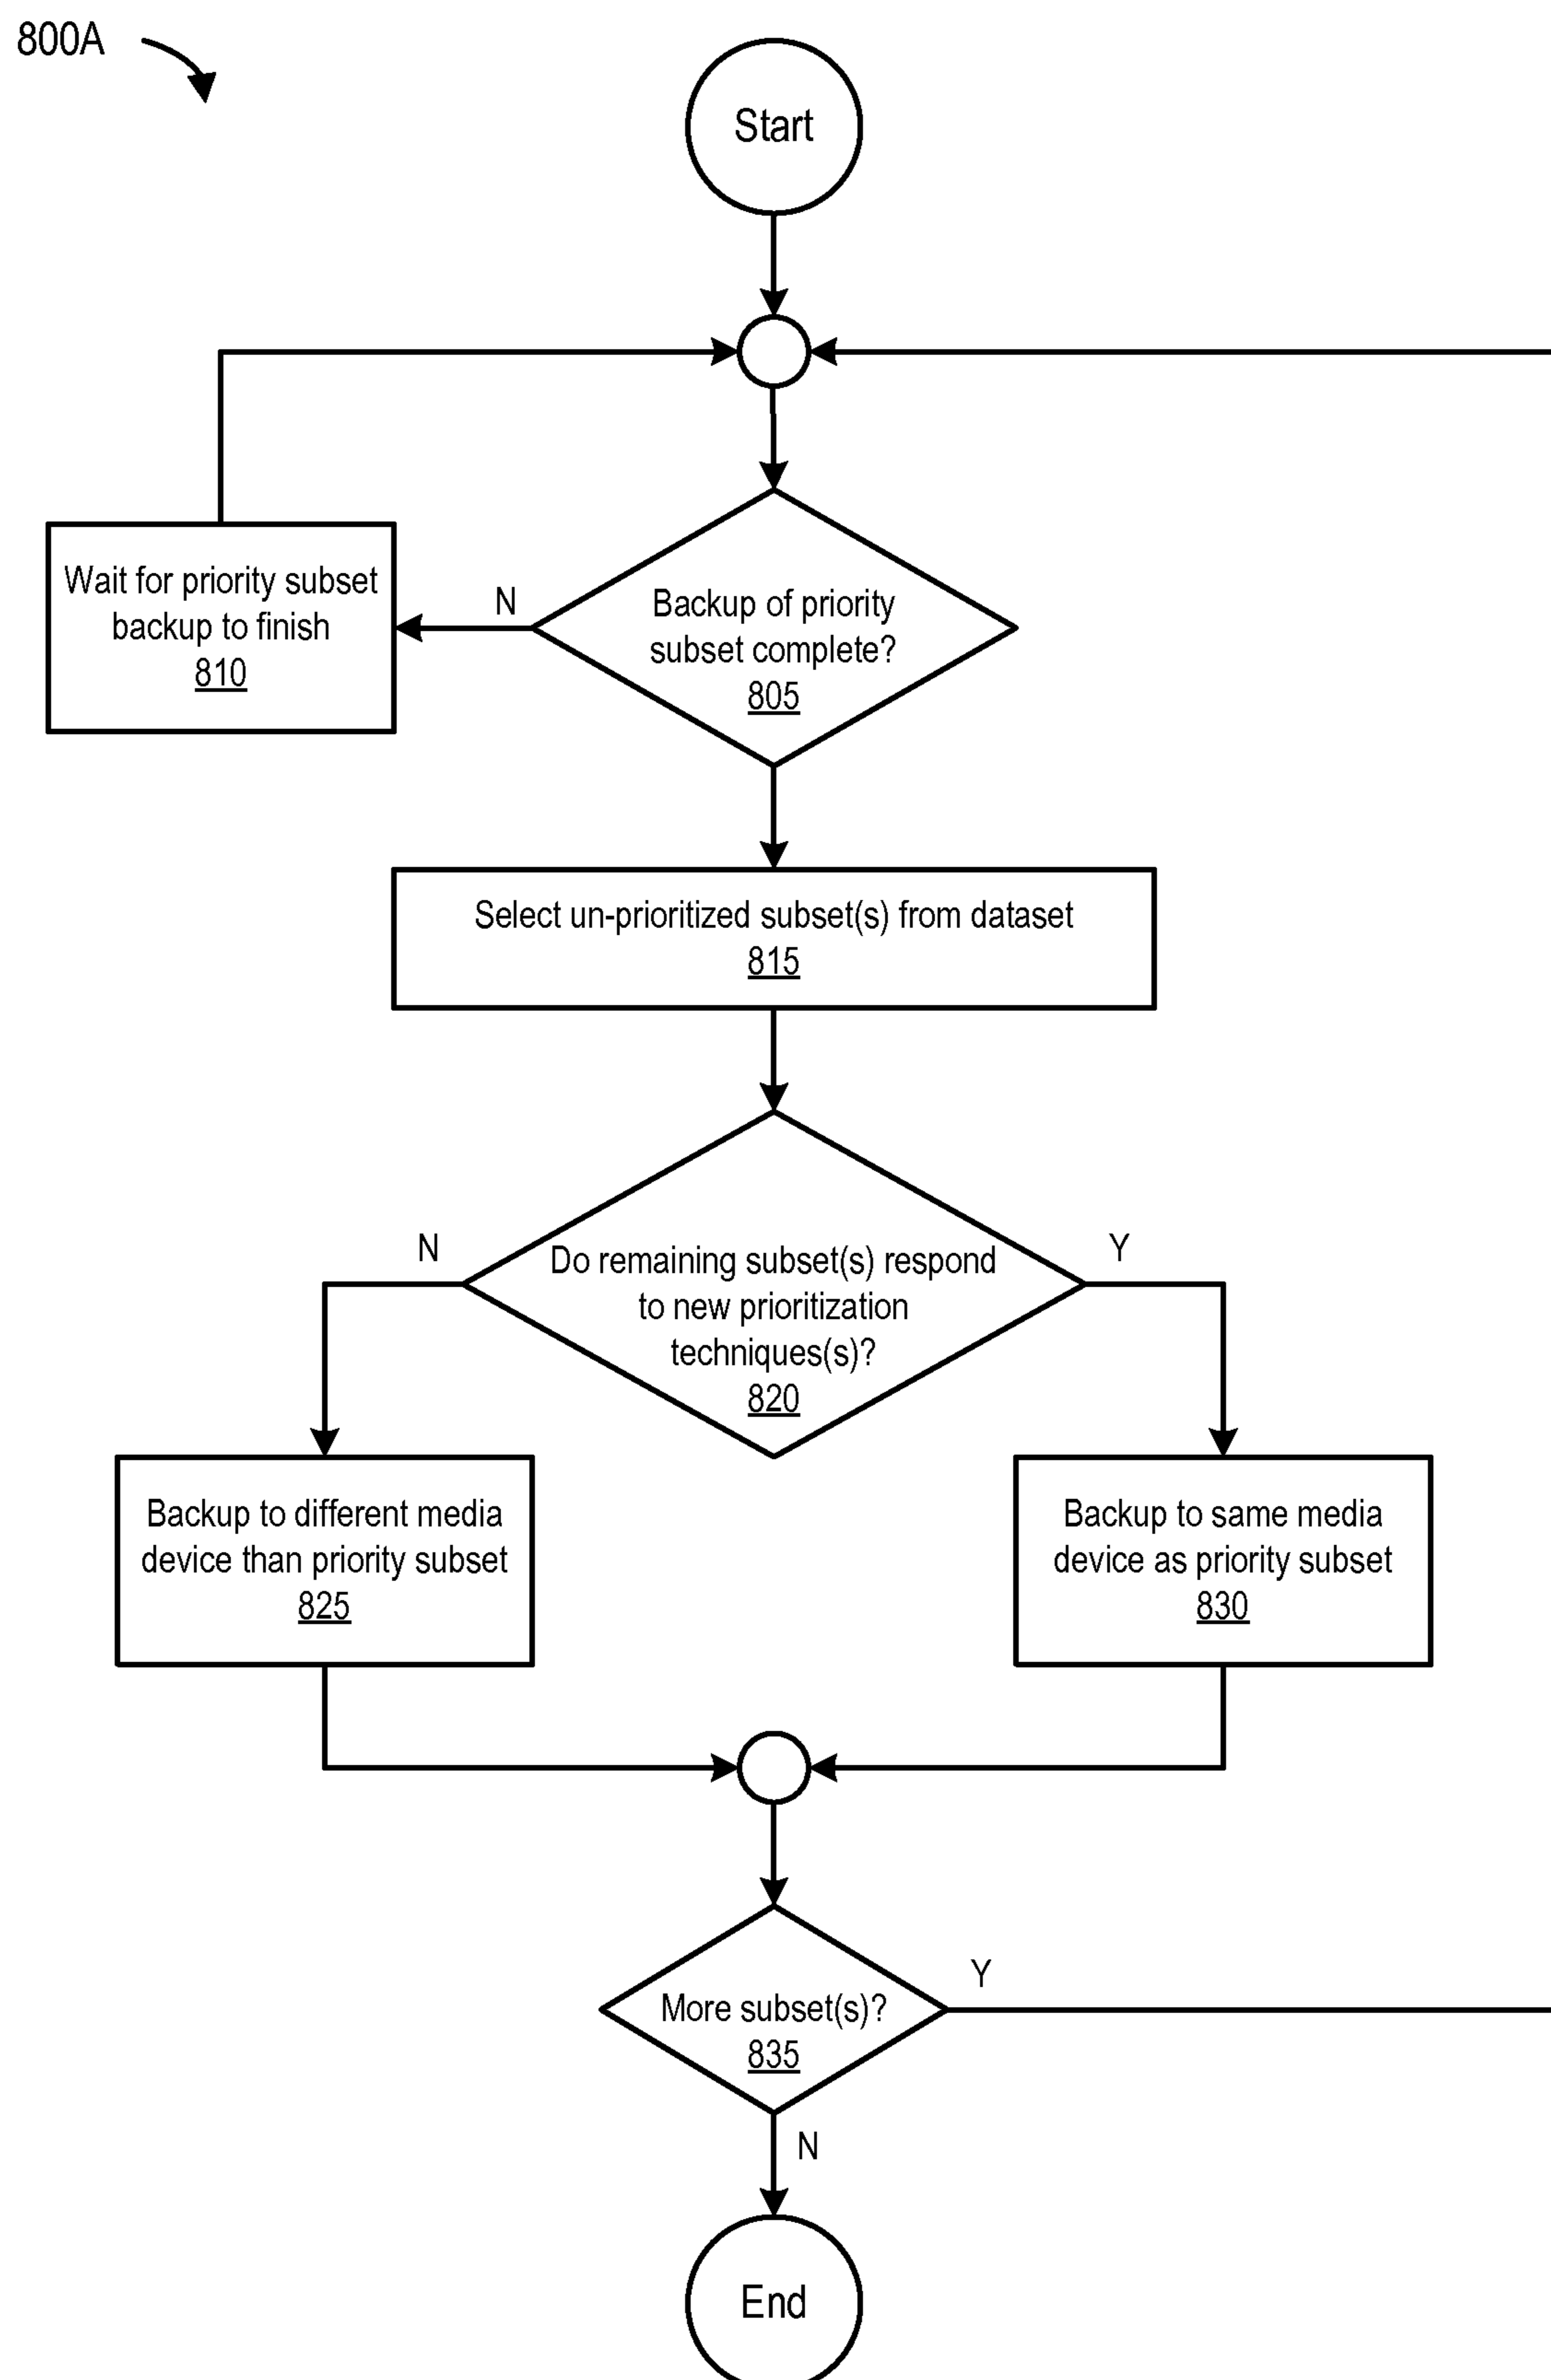 800A
Start
Wait for priority subset
backup to finish
810
N
Backup of priority
subset complete?
805
Select un-prioritized subset(s) from dataset
815
N
Do remaining subset(s) respond
to new prioritization
techniques(s)?
820
Y
Backup to different media
device than priority subset
825
Backup to same media
device as priority subset
830
More subset(s)?
835
Y
N
End